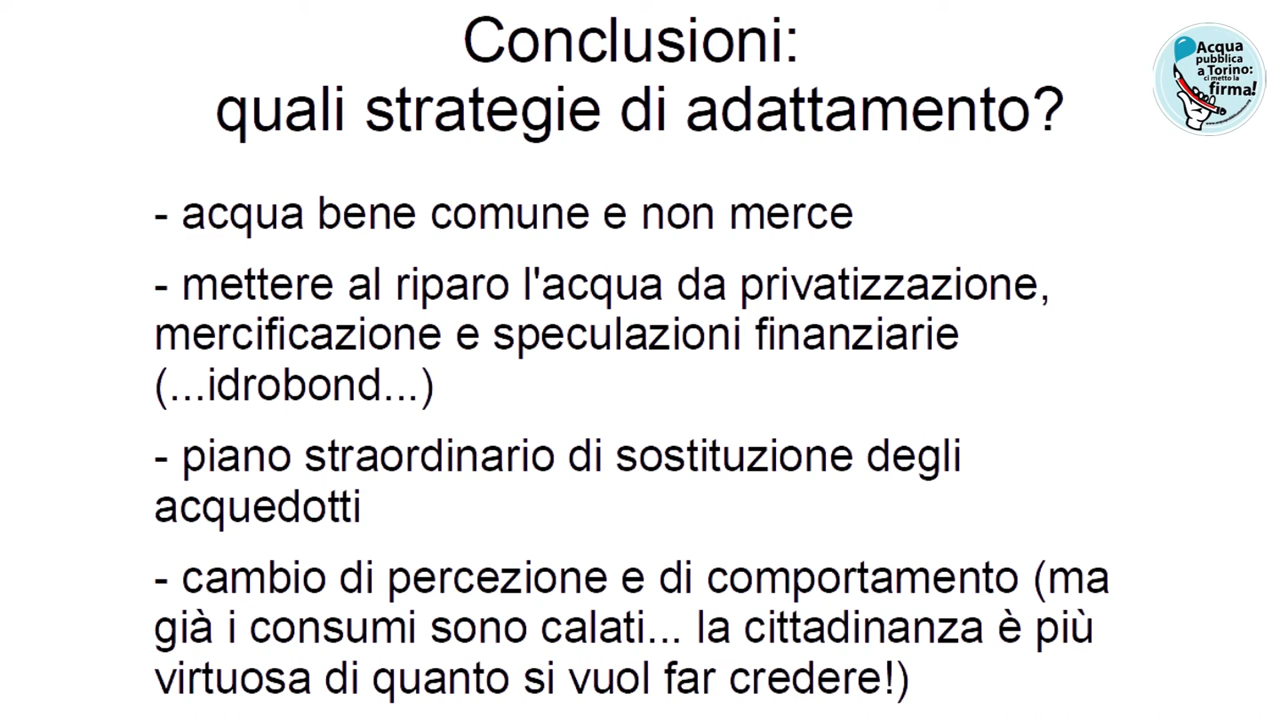 Conclusioni:
quali strategie di adattamento?
Acqua
pubblica
a Torino:
ci metto la
firma!
- acqua bene comune e non merce
- mettere al riparo l'acqua da privatizzazione,
mercificazione e speculazioni finanziarie
(...idrobond...)
- piano straordinario di sostituzione degli
acquedotti
- cambio di percezione e di comportamento (ma
già i consumi sono calati... la cittadinanza è più
virtuosa di quanto si vuol far credere!)